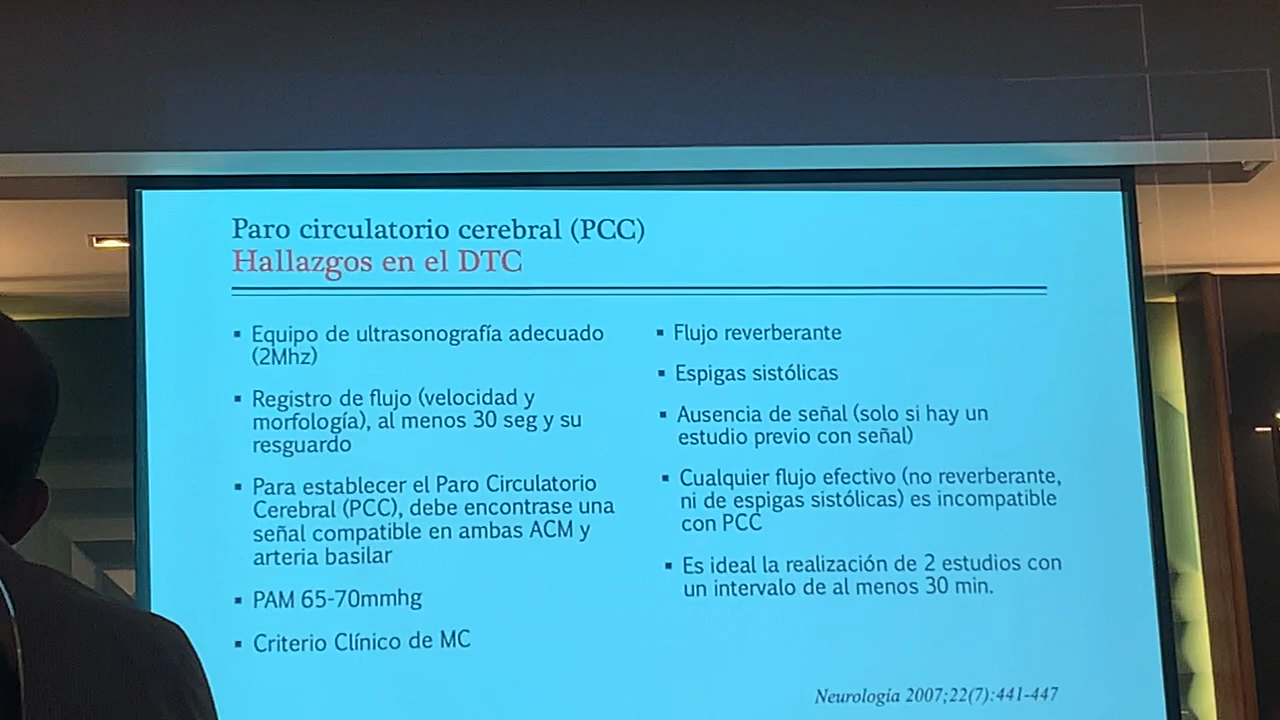 Paro circulatorio cerebral (PCC)
Hallazgos en el DTC
▪ Equipo de ultrasonografía adecuado
(2Mhz)
▪ Registro de flujo (velocidad y
morfología), al menos 30 seg y su
resguardo
▪ Para establecer el Paro Circulatorio
Cerebral (PCC), debe encontrase una
señal compatible en ambas ACM y
arteria basilar
▪ PAM 65-70mmhg
▪ Criterio Clínico de MC
▪ Flujo reverberante
▪ Espigas sistólicas
▪ Ausencia de señal (solo si hay un
estudio previo con señal)
▪ Cualquier flujo efectivo (no reverberante,
ni de espigas sistólicas) es incompatible
con PCC
▪ Es ideal la realización de 2 estudios con
un intervalo de al menos 30 min.
Neurología 2007;22(7):441-447